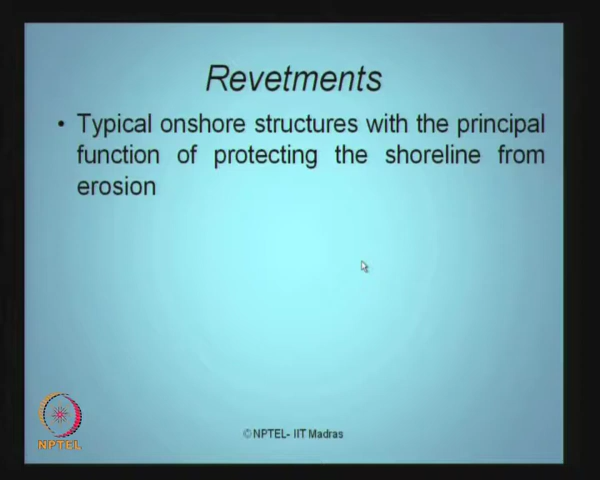 Revetments
• Typical onshore structures with the principal
function of protecting the shoreline from
erosion
NPTEL
© NPTEL- IIT Madras